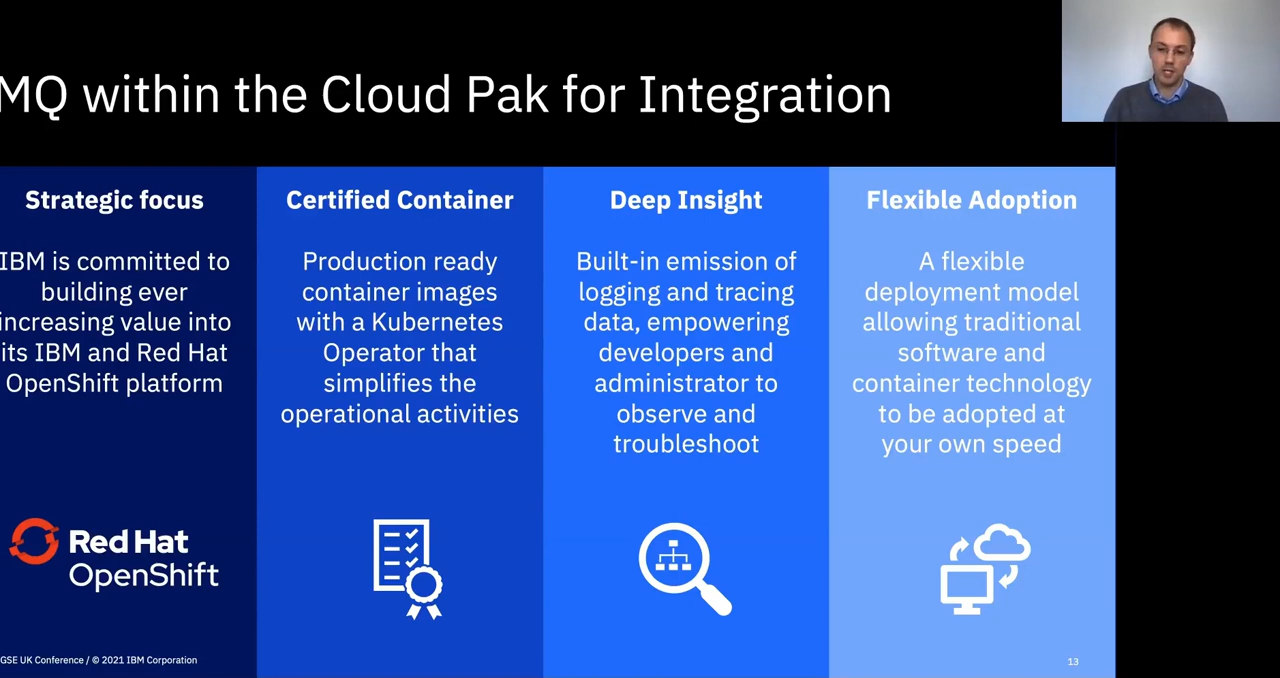 MQ within the Cloud Pak for Integration
Strategic focus
IBM is committed to
building ever
increasing value into
its IBM and Red Hat
OpenShift platform
Red Hat
OpenShift
Certified Container
Production ready
container images
with a Kubernetes
Operator that
simplifies the
operational activities
Deep Insight
Built-in emission of
logging and tracing
data, empowering
developers and
administrator to
observe and
troubleshoot
Flexible Adoption
A flexible
deployment model
allowing traditional
software and
container technology
to be adopted at
your own speed
GSE UK Conference / © 2021 IBM Corporation
13